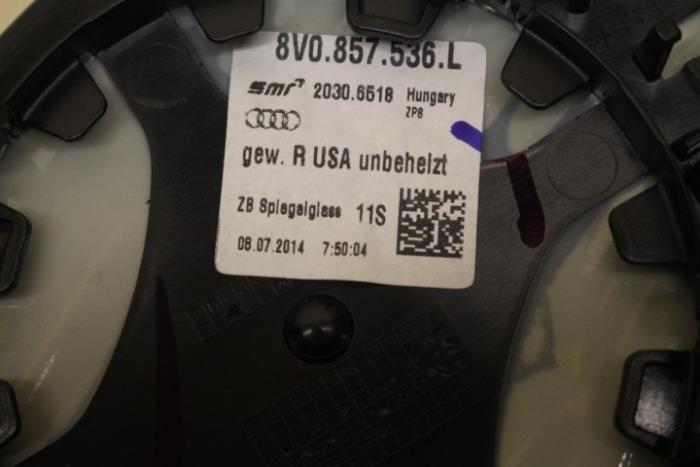 8V0.857.536.L
smr 2030.6518 Hungary
ZP8
gew. R USA unbeheizt
ZB Spiegelglass 11S
08.07.2014 7:50:04